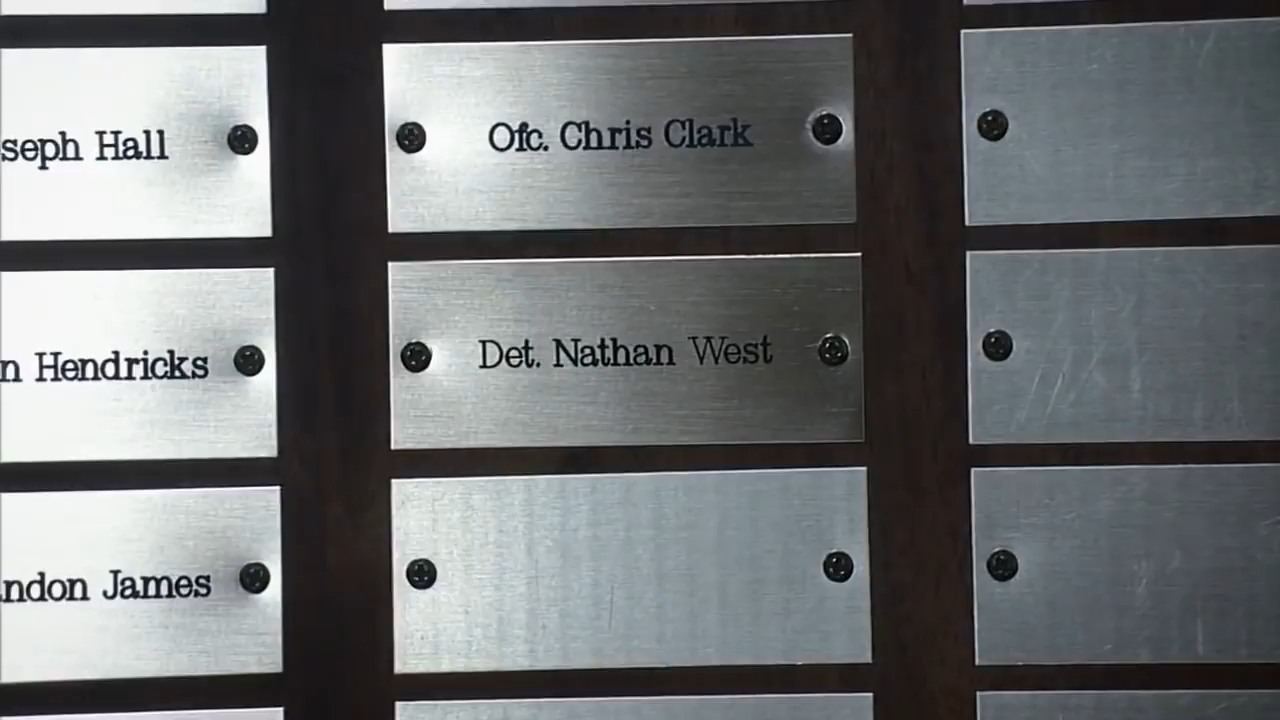 seph Hall
Ofc. Chris Clark
n Hendricks
Det. Nathan West
ndon James